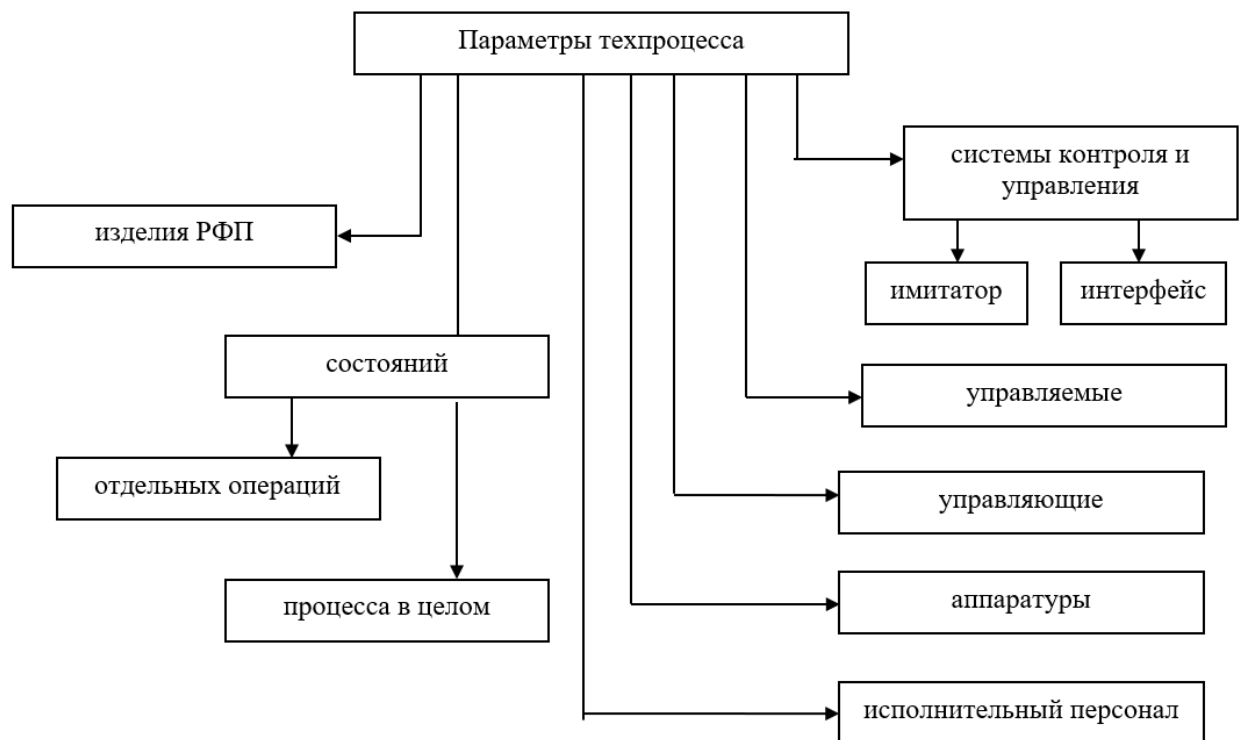 Параметры техпроцесса
системы контроля и
управления
изделия РФП
имитатор
интерфейс
состояний
управляемые
отдельных операций
управляющие
процесса в целом
аппаратуры
исполнительный персонал